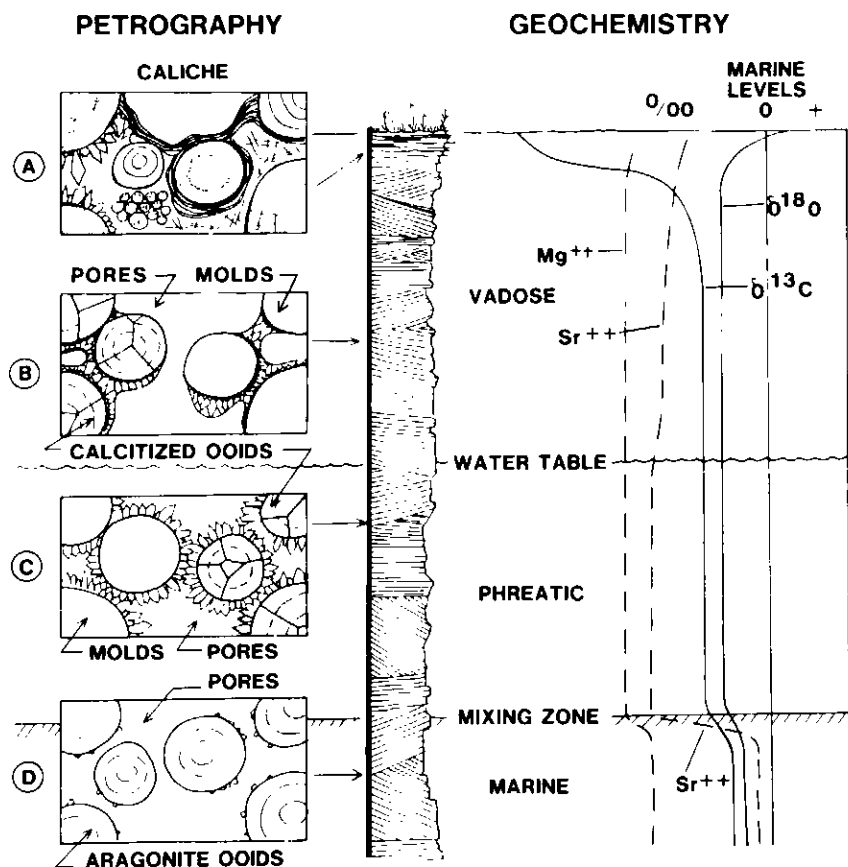 PETROGRAPHY
GEOCHEMISTRY
CALICHE
MARINE
LEVELS
0/00
0 +
A
δ18O
Mg++
PORES MOLDS
VADOSE
δ13C
Sr++
B
CALCITIZED OOIDS
WATER TABLE
C
PHREATIC
MOLDS PORES
PORES
MIXING ZONE
D
MARINE
Sr++
ARAGONITE OOIDS